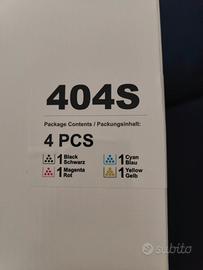 404S
Package Contents / Packungsinhalt:
4 PCS
1 Black Schwarz
1 Cyan Blau
1 Magenta Rot
1 Yellow Gelb
subito